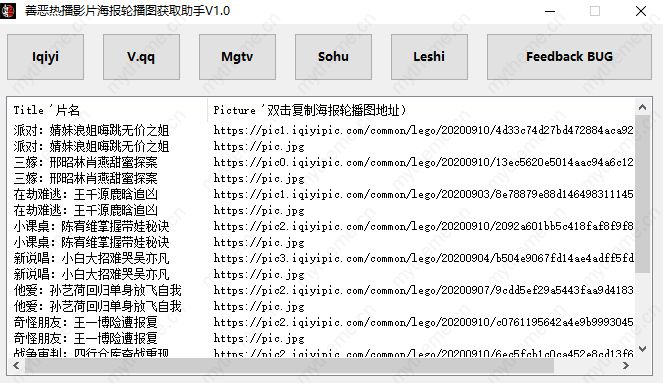 善恶热播影片海报轮播图获取助手V1.0
Iqiyi V.qq Mgtv Sohu Leshi Feedback BUG
Title '片名 Picture '双击复制海报轮播图地址）
派对：婧妹浪姐嗨跳无价之姐 https://pic1.iqiyipic.com/common/lego/20200910/4d33c74d27bd472884aca92
派对：婧妹浪姐嗨跳无价之姐 https://pic.jpg
三嫁：邢昭林肖燕甜蜜探案 https://pic0.iqiyipic.com/common/lego/20200910/13ec5620e5014aac94a6c12
三嫁：邢昭林肖燕甜蜜探案 https://pic.jpg
在劫难逃：王千源鹿晗追凶 https://pic2.iqiyipic.com/common/lego/20200903/8e78879e88d146498311145
在劫难逃：王千源鹿晗追凶 https://pic.jpg
小课桌：陈宥维掌握带娃秘诀 https://pic2.iqiyipic.com/common/lego/20200910/2092a601bb5c418faf8f9f8
小课桌：陈宥维掌握带娃秘诀 https://pic.jpg
新说唱：小白大招难哭吴亦凡 https://pic3.iqiyipic.com/common/lego/20200904/b504e9067fd14ae4adff5fd
新说唱：小白大招难哭吴亦凡 https://pic.jpg
他爱：孙艺荷回归单身放飞自我 https://pic2.iqiyipic.com/common/lego/20200907/9cdd5ef29a5443faa9d4183
他爱：孙艺荷回归单身放飞自我 https://pic.jpg
奇怪朋友：王一博险遭报复 https://pic2.iqiyipic.com/common/lego/20200910/c0761195642a4e9b9993045
奇怪朋友：王一博险遭报复 https://pic.jpg
战争审判：四行仓库奋战重现 https://pic2.iqiyipic.com/common/lego/20200910/6ec5fcb1c0ca452e8cd13f6